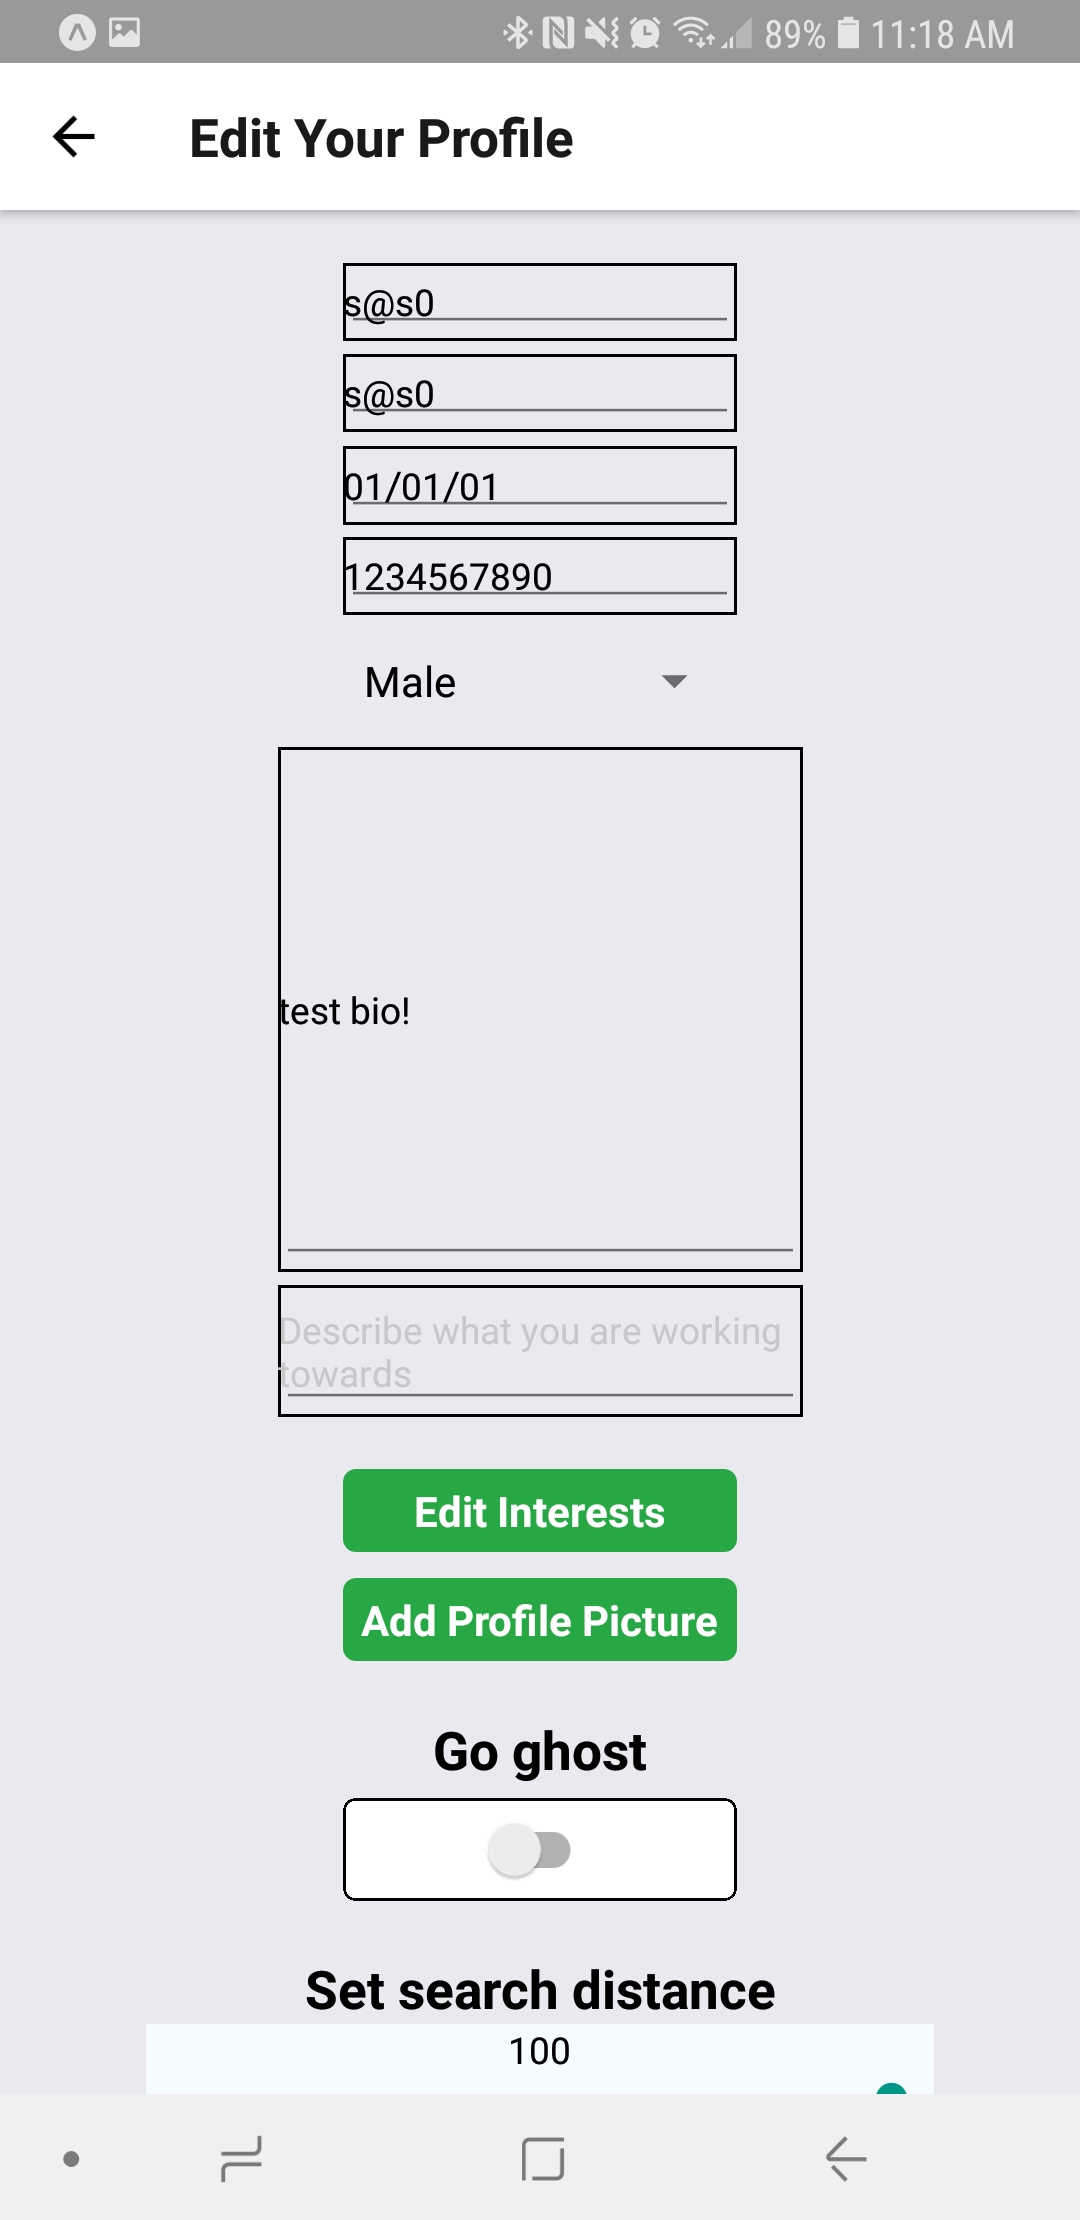 89% 11:18 AM
Edit Your Profile
s@s0
s@s0
01/01/01
1234567890
Male
test bio!
Describe what you are working
towards
Edit Interests
Add Profile Picture
Go ghost
Set search distance
100